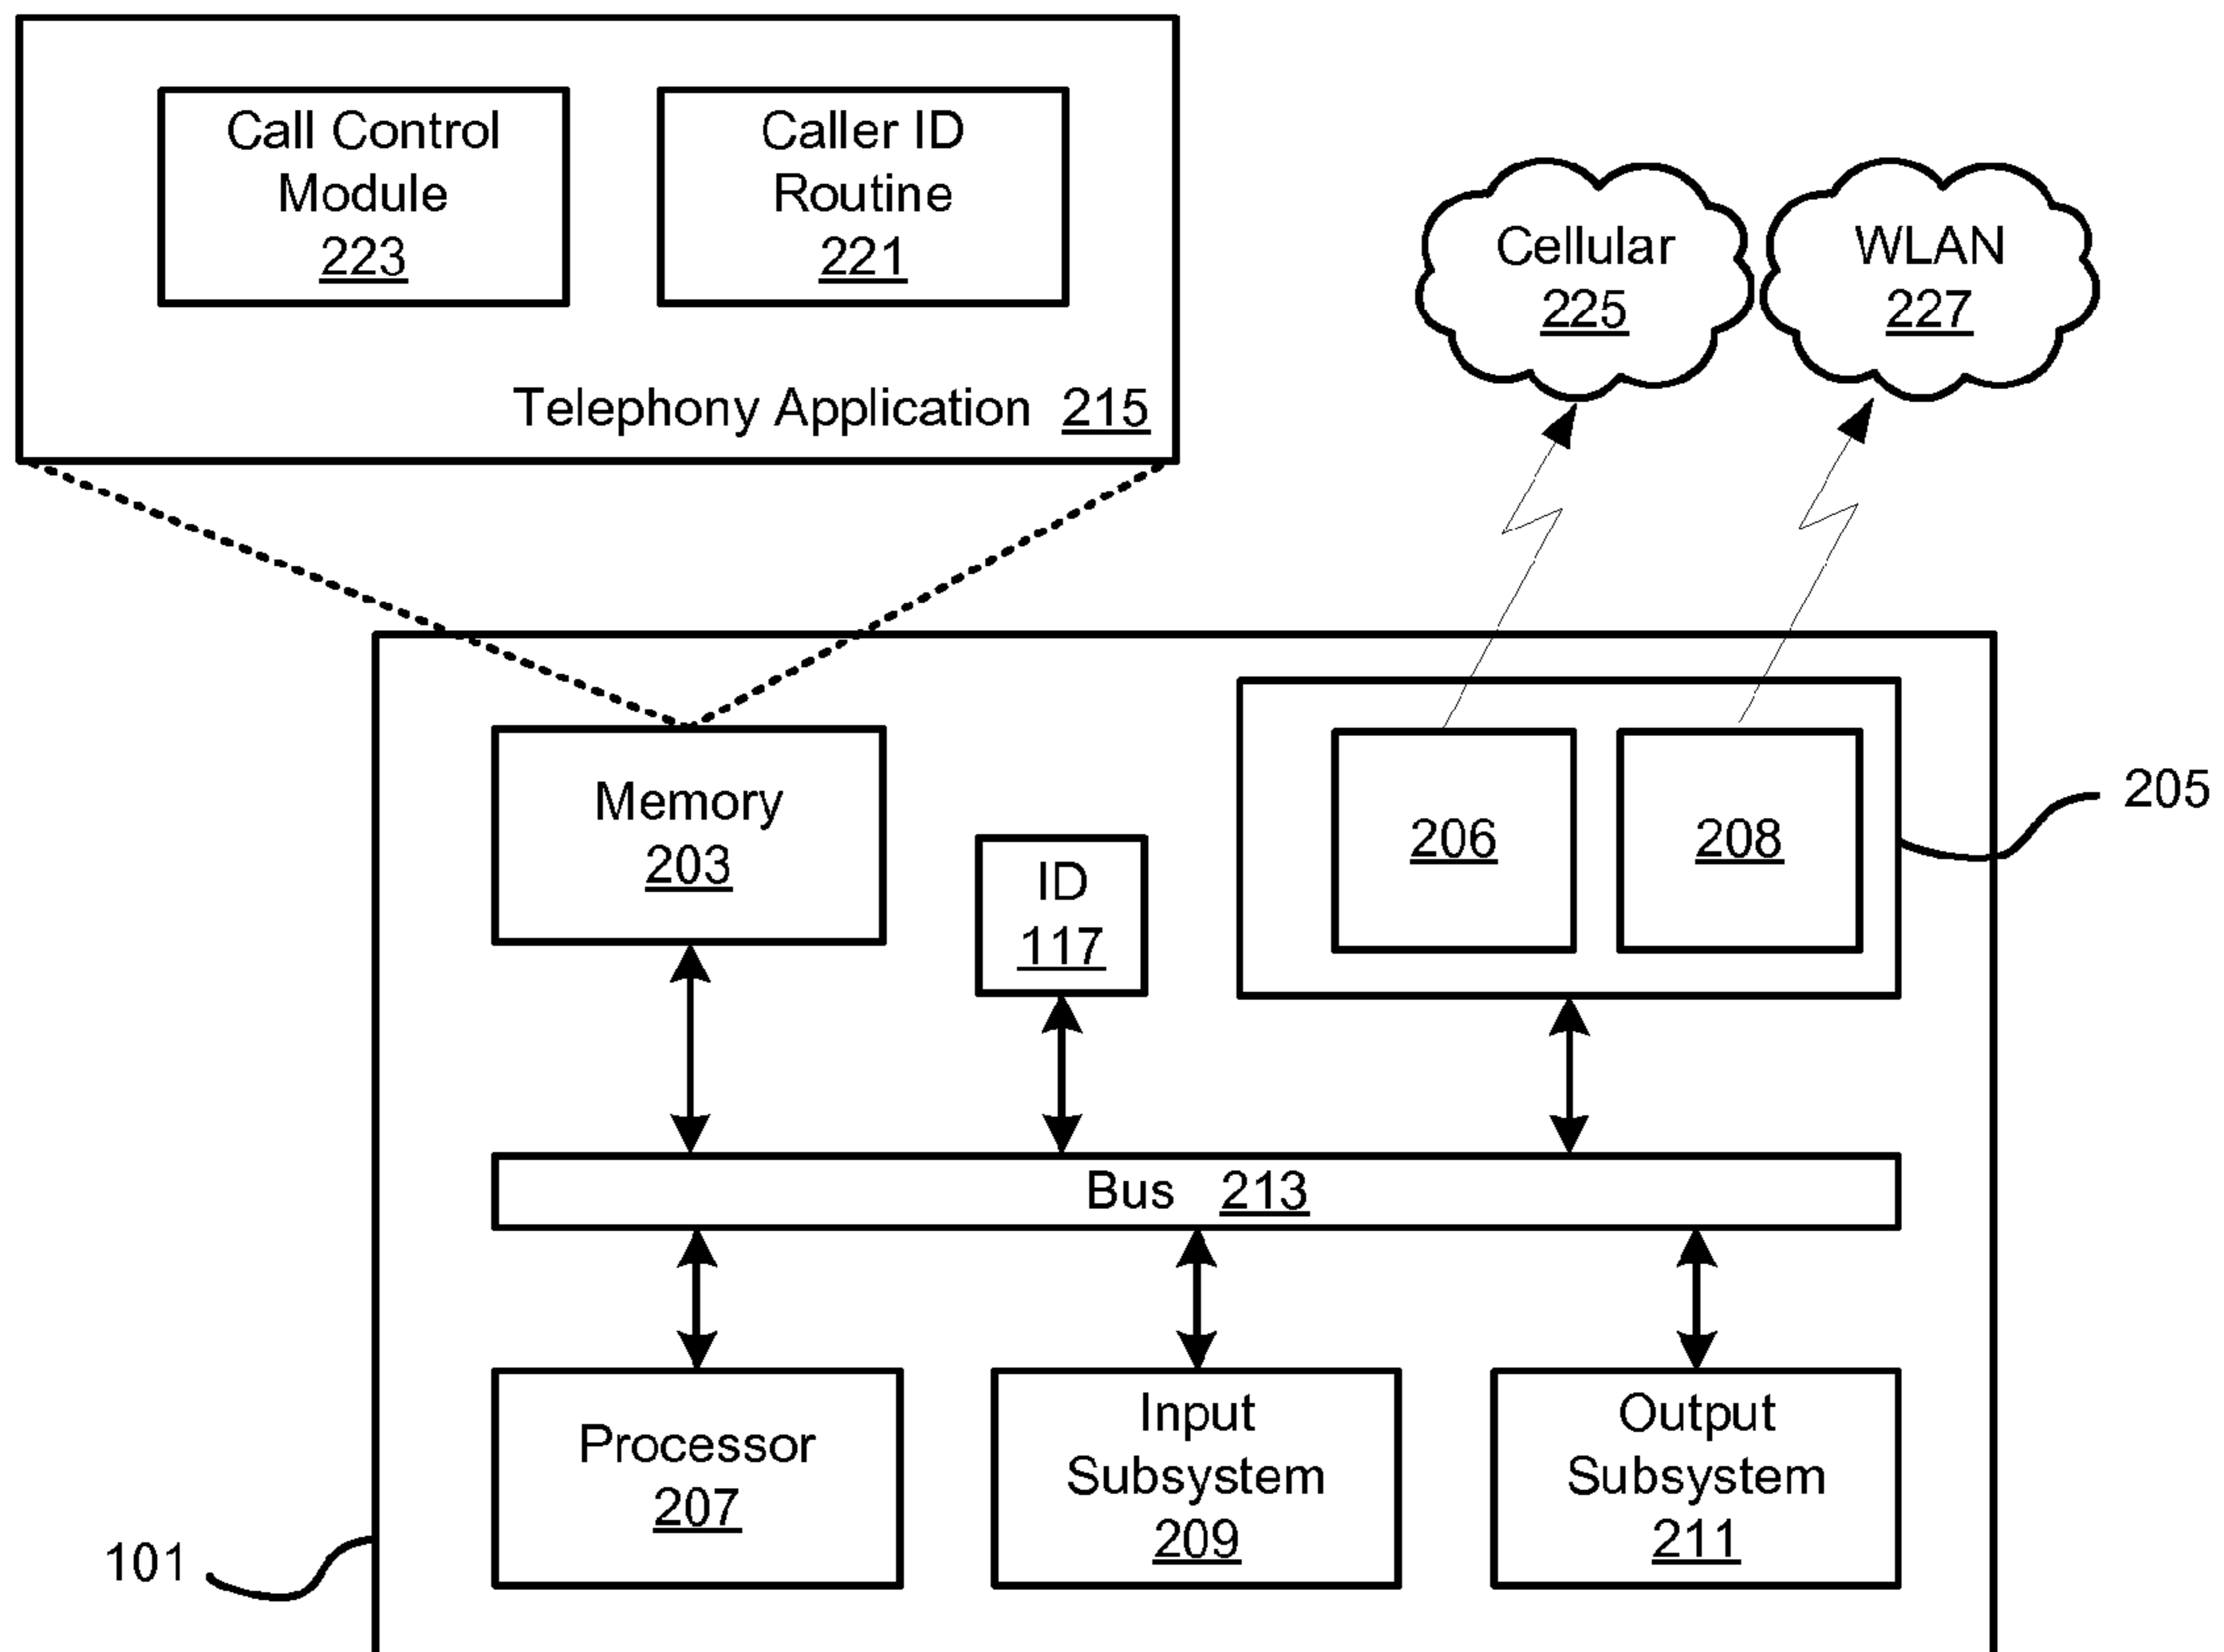 Call Control
Module
223
Caller ID
Routine
221
Telephony Application 215
Cellular
225
WLAN
227
Memory
203
ID
117
206
208
205
Bus 213
Processor
207
Input
Subsystem
209
Output
Subsystem
211
101